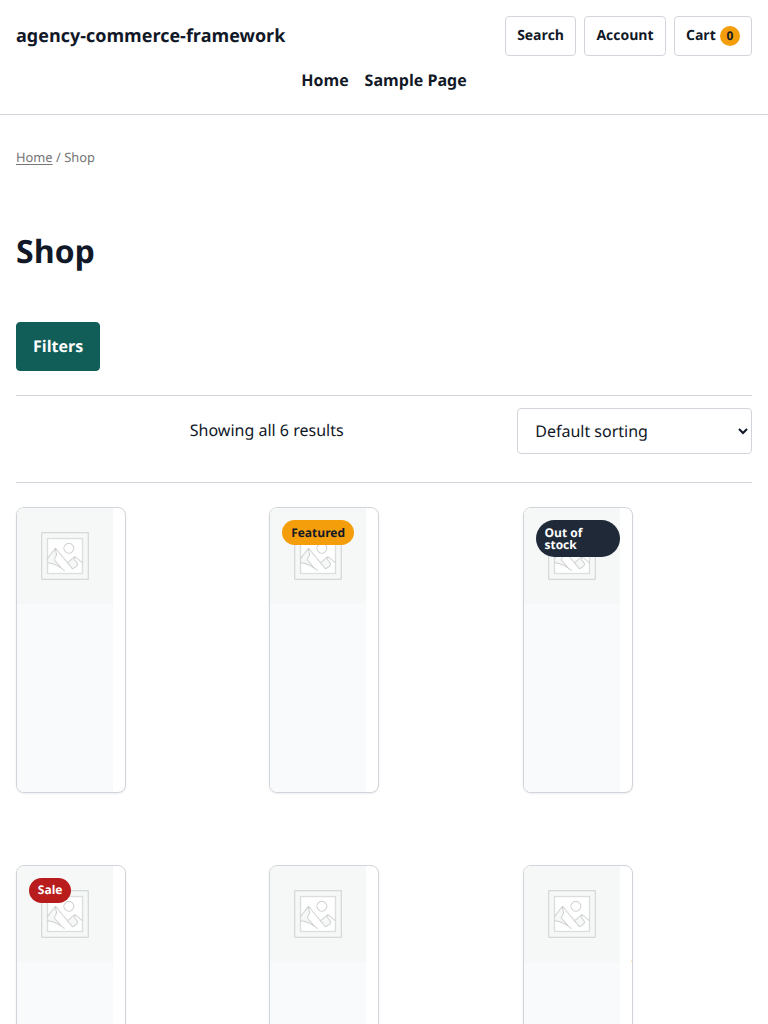 agency-commerce-framework
Search
Account
Cart 0
Home Sample Page
Home / Shop
Shop
Filters
Showing all 6 results
Default sorting
Featured
Out of
stock
Sale